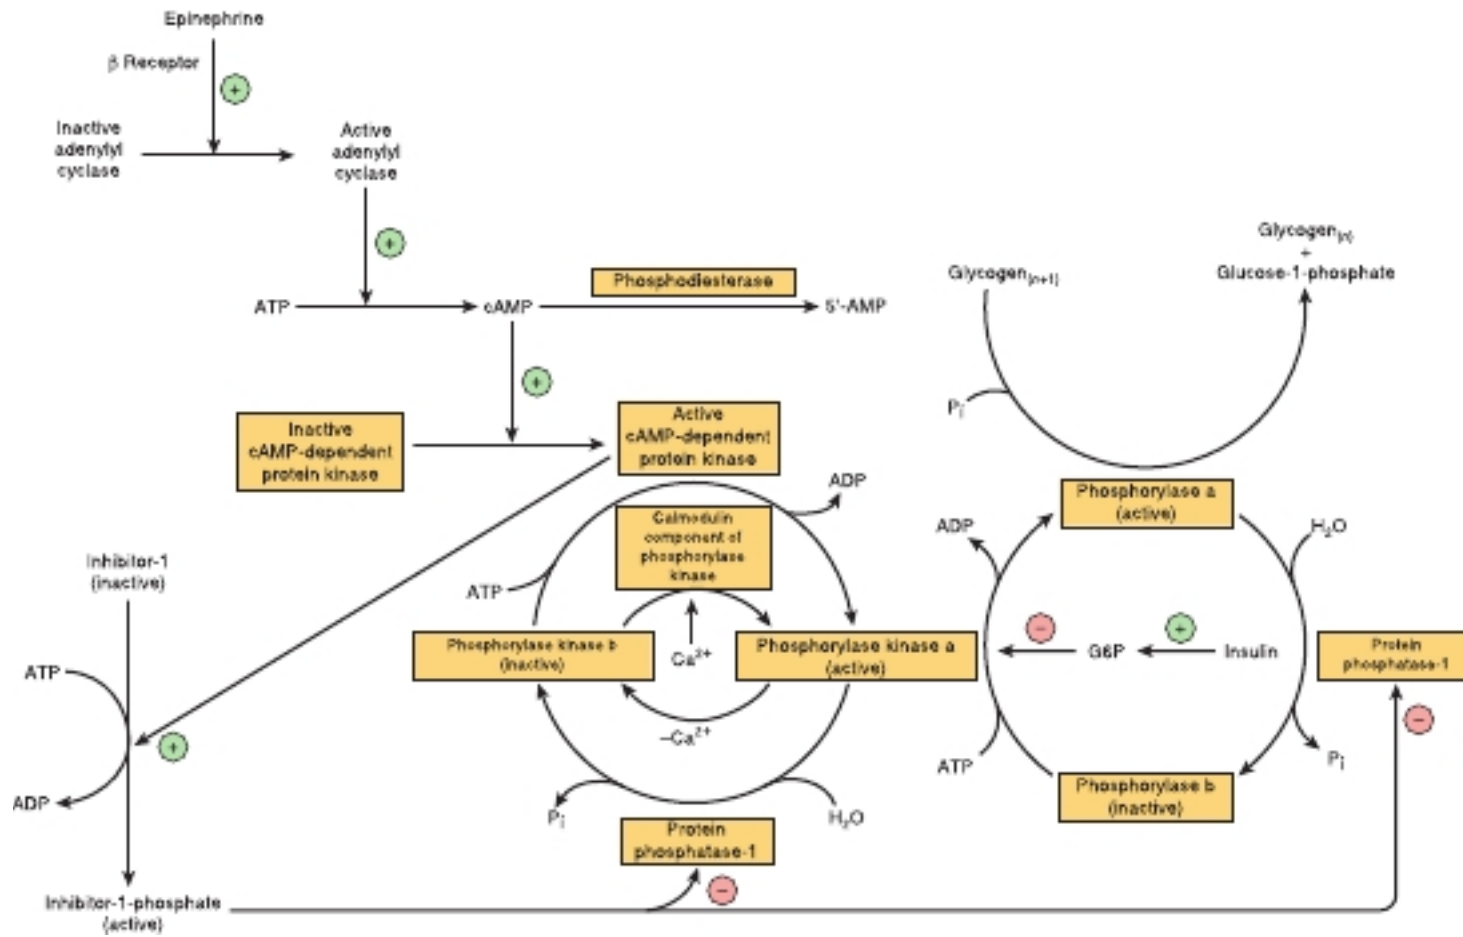 Epinephrine
β Receptor
+
Inactive
adenylyl
cyclase
Active
adenylyl
cyclase
+
ATP
cAMP
Phosphodiesterase
5'-AMP
+
Inactive
cAMP-dependent
protein kinase
Active
cAMP-dependent
protein kinase
Glycogen(n+1)
Glycogen(n)
+
Glucose-1-phosphate
Pi
Calmodulin
component of
phosphorylase
kinase
ATP
ADP
Phosphorylase kinase b
(inactive)
Ca2+
Phosphorylase kinase a
(active)
–Ca2+
Pi
H2O
Protein
phosphatase-1
–
Phosphorylase a
(active)
ADP
H2O
–
G6P
+
Insulin
Protein
phosphatase-1
–
ATP
Pi
Phosphorylase b
(inactive)
Inhibitor-1
(inactive)
ATP
+
ADP
Inhibitor-1-phosphate
(active)